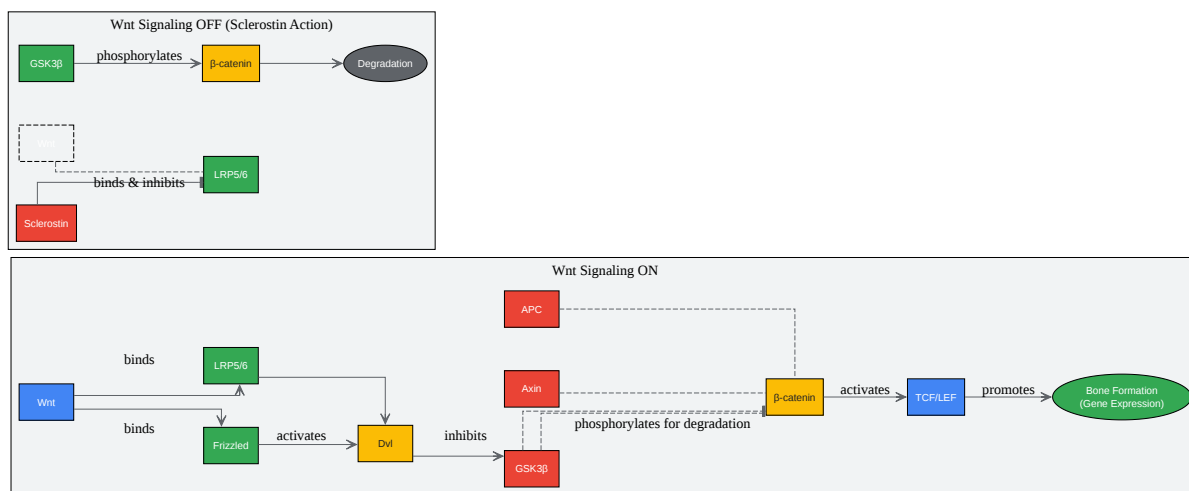 Wnt Signaling OFF (Sclerostin Action)
GSK3β
phosphorylates
β-catenin
Degradation
Wnt
LRP5/6
binds & inhibits
Sclerostin
Wnt Signaling ON
APC
binds
LRP5/6
Axin
Wnt
β-catenin
activates
TCF/LEF
promotes
Bone Formation
(Gene Expression)
binds
Frizzled
activates
Dvl
inhibits
phosphorylates for degradation
GSK3β